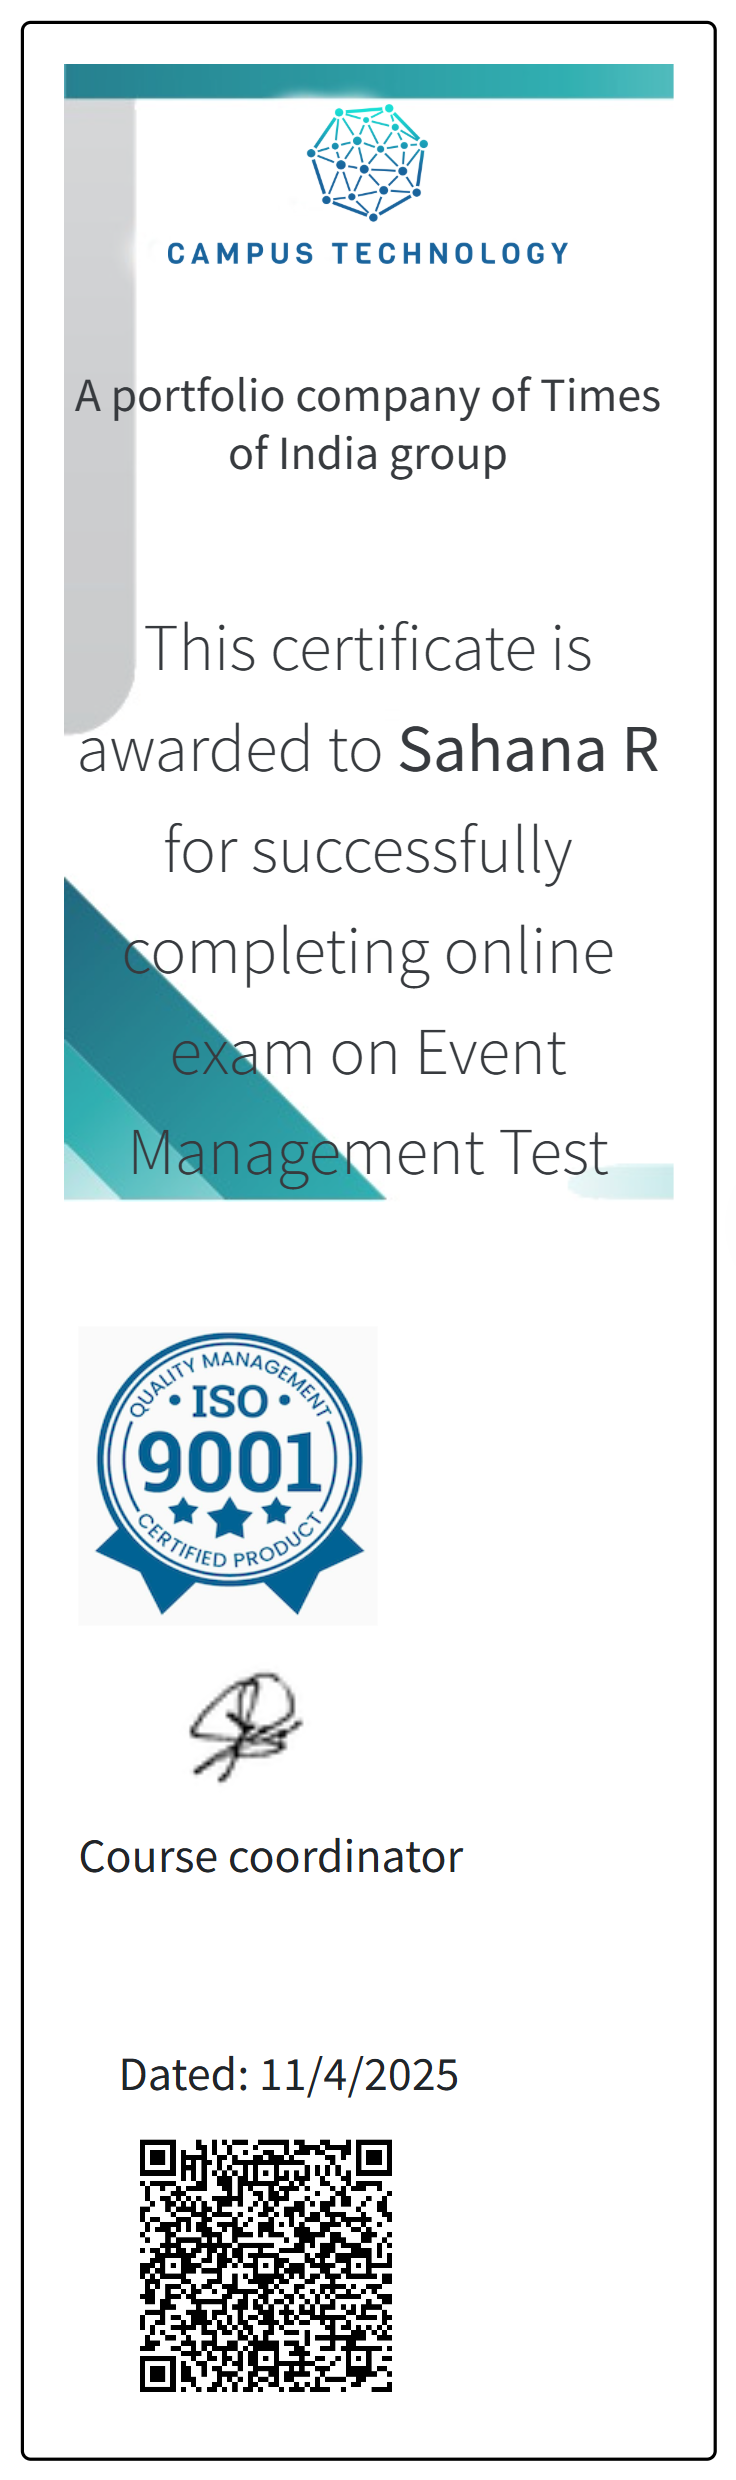 CAMPUS TECHNOLOGY
A portfolio company of Times
of India group
This certificate is
awarded to Sahana R
for successfully
completing online
exam on Event
Management Test
QUALITY MANAGEMENT
• ISO •
9001
CERTIFIED PRODUCT
Course coordinator
Dated: 11/4/2025